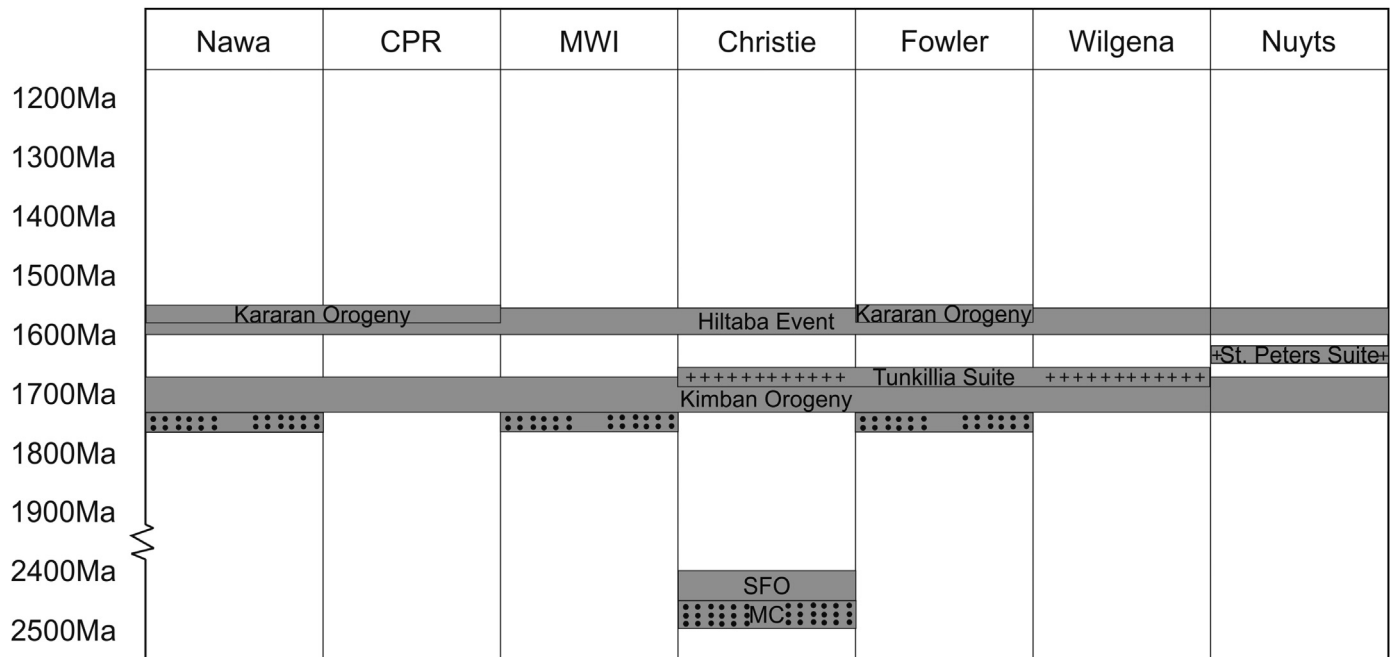 Nawa CPR MWI Christie Fowler Wilgena Nuyts
1200Ma
1300Ma
1400Ma
1500Ma
Kararan Orogeny Hiltaba Event Kararan Orogeny
1600Ma
+St. Peters Suite+
++++++++++++ Tunkillia Suite ++++++++++++
1700Ma
Kimban Orogeny
1800Ma
1900Ma
2400Ma
SFO
MC
2500Ma